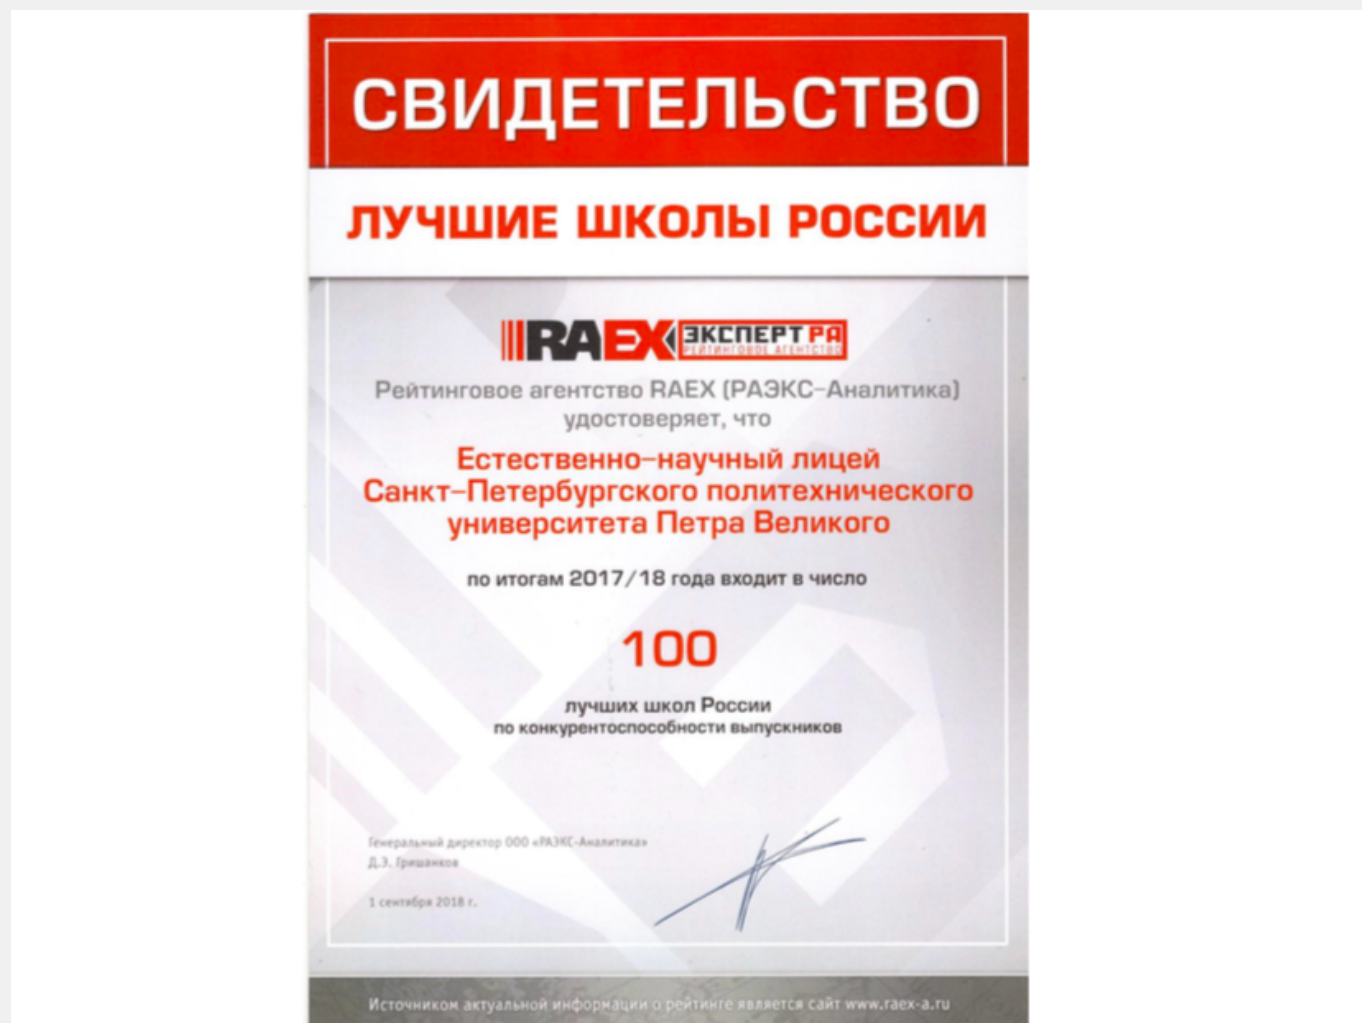 СВИДЕТЕЛЬСТВО
ЛУЧШИЕ ШКОЛЫ РОССИИ
RAEX ЭКСПЕРТ РА
РЕЙТИНГОВОЕ АГЕНТСТВО
Рейтинговое агентство RAEX (РАЭКС–Аналитика)
удостоверяет, что
Естественно–научный лицей
Санкт–Петербургского политехнического
университета Петра Великого
по итогам 2017/18 года входит в число
100
лучших школ России
по конкурентоспособности выпускников
Генеральный директор ООО «РАЭКС-Аналитика»
Д.Э. Гришанков
1 сентября 2018 г.
Источником актуальной информации о рейтинге является сайт www.raex-a.ru